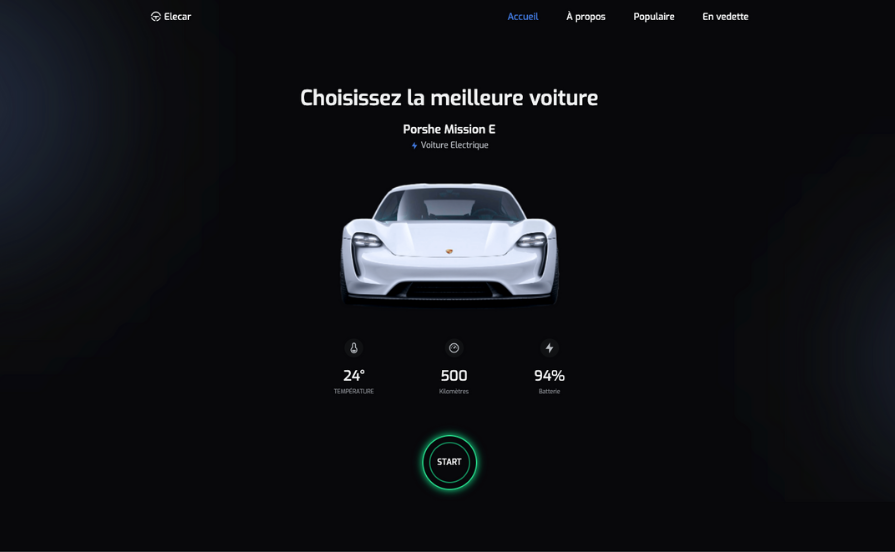 Elecar
Accueil
À propos
Populaire
En vedette
Choisissez la meilleure voiture
Porshe Mission E
Voiture Electrique
24°
500
94%
TEMPÉRATURE
Kilomètres
Batterie
START